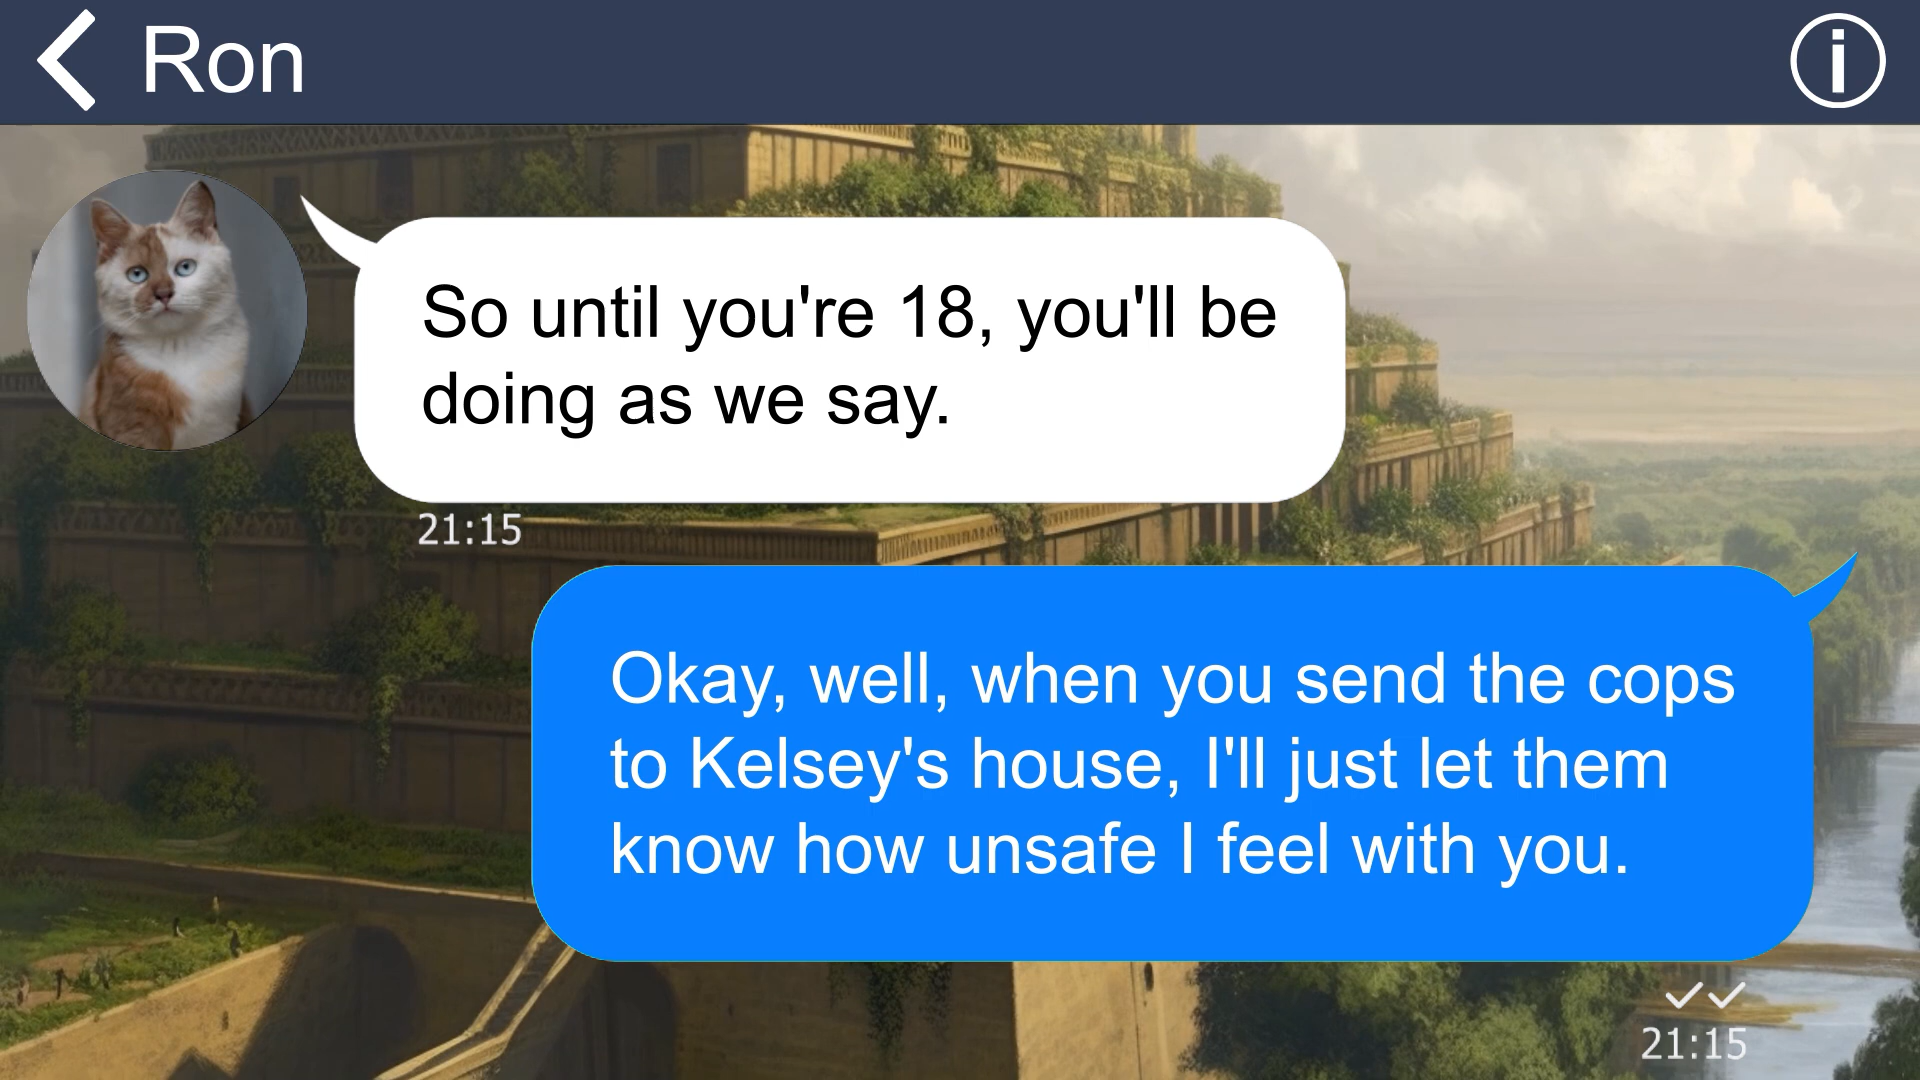 Ron
So until you're 18, you'll be
doing as we say.
21:15
Okay, well, when you send the cops
to Kelsey's house, I'll just let them
know how unsafe I feel with you.
21:15